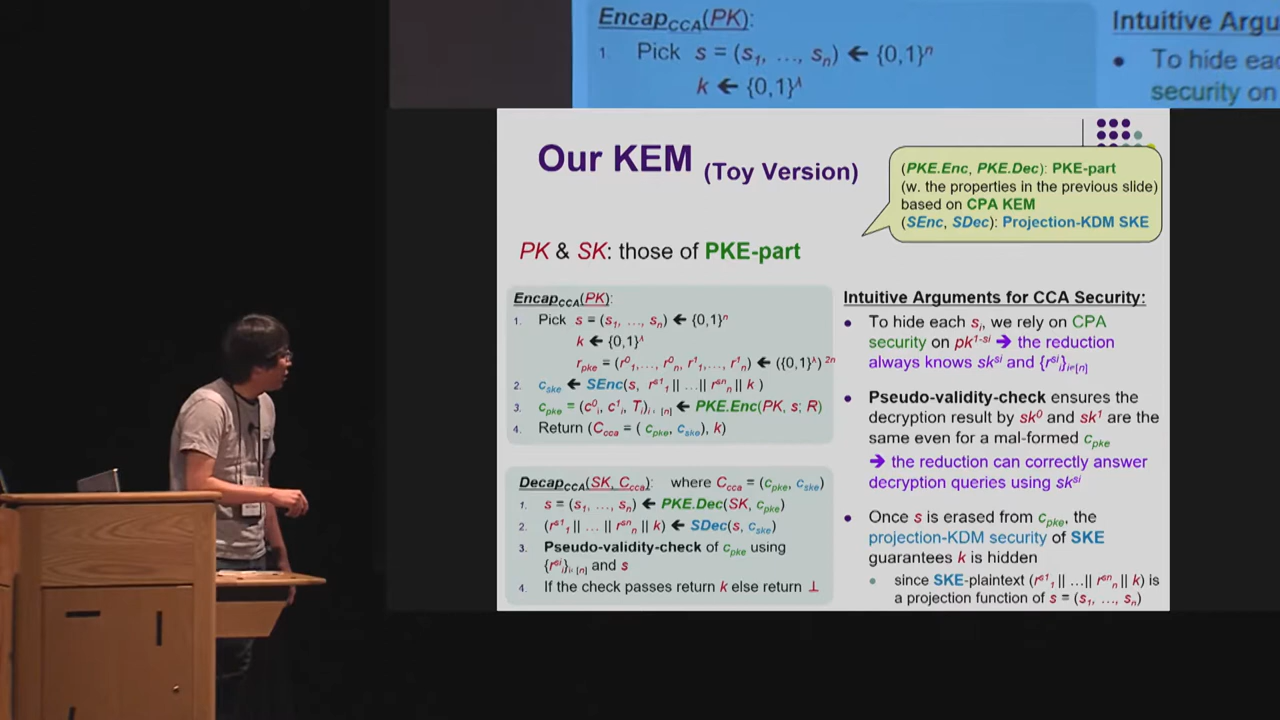 Encap_CCA(PK):
1. Pick s = (s_1, …, s_n) ← {0,1}^n
k ← {0,1}^λ
Intuitive Argu
• To hide eac
security on
Our KEM (Toy Version)
(PKE.Enc, PKE.Dec): PKE-part
(w. the properties in the previous slide)
based on CPA KEM
(SEnc, SDec): Projection-KDM SKE
PK & SK: those of PKE-part
Encap_CCA(PK):
1. Pick s = (s_1, …, s_n) ← {0,1}^n
k ← {0,1}^λ
r_pke = (r^0_1,…, r^0_n, r^1_1,…, r^1_n) ← ({0,1}^λ)^2n
2. c_ske ← SEnc(s, r^s1_1 || …|| r^sn_n || k )
3. c_pke = (c^0_i, c^1_i, T_i)_i∈[n] ← PKE.Enc(PK, s; R)
4. Return (C_cca = ( c_pke, c_ske), k)
Decap_CCA(SK, C_cca): where C_cca = (c_pke, c_ske)
1. s = (s_1, …, s_n) ← PKE.Dec(SK, c_pke)
2. (r^s1_1 || … || r^sn_n || k) ← SDec(s, c_ske)
3. Pseudo-validity-check of c_pke using
{r^si_i}_i∈[n] and s
4. If the check passes return k else return ⊥
Intuitive Arguments for CCA Security:
• To hide each s_i, we rely on CPA
security on pk^1-si ➔ the reduction
always knows sk^si and {r^si_i}_i∈[n]
• Pseudo-validity-check ensures the
decryption result by sk^0 and sk^1 are the
same even for a mal-formed c_pke
➔ the reduction can correctly answer
decryption queries using sk^si
• Once s is erased from c_pke, the
projection-KDM security of SKE
guarantees k is hidden
• since SKE-plaintext (r^s1_1 || …|| r^sn_n || k) is
a projection function of s = (s_1, …, s_n)